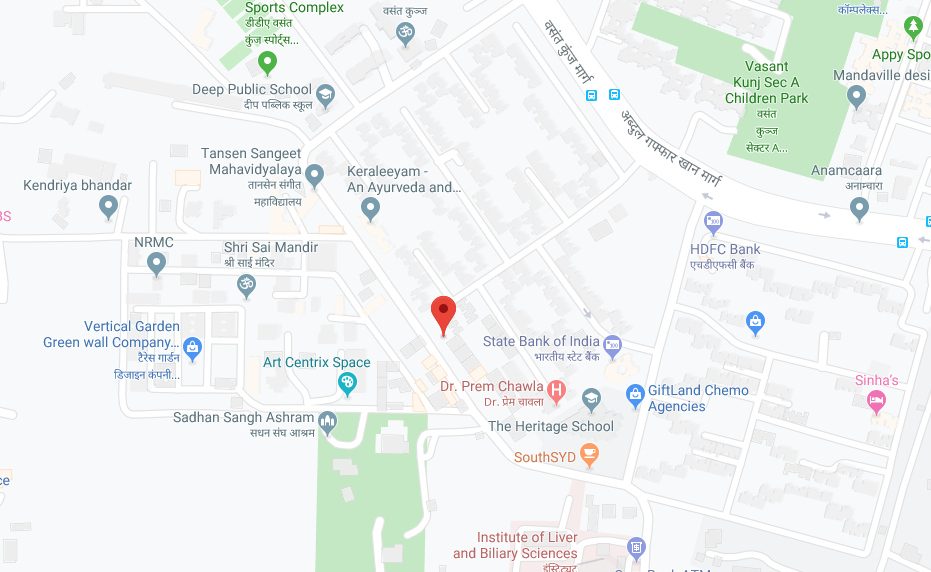 Sports Complex
डीडीए वसंत
कुंज स्पोर्ट्स...
वसंत कुञ्ज
वसंत कुंज मार्ग
कॉम्पलेक्स...
Appy Spo
Deep Public School
दीप पब्लिक स्कूल
Vasant
Kunj Sec A
Children Park
वसंत
कुञ्ज
सेक्टर A...
Mandaville desi
अब्दुल गफ्फार खान मार्ग
Tansen Sangeet
Mahavidyalaya
तानसेन संगीत
महाविद्यालय
Keraleeyam -
An Ayurveda and...
Anamcaara
अनाम्चारा
Kendriya bhandar
BS
NRMC
Shri Sai Mandir
श्री साई मंदिर
HDFC Bank
एचडीएफसी बैंक
Vertical Garden
Green wall Company...
टैरेस गार्डन
डिजाइन कंपनी...
State Bank of India
भारतीय स्टेट बैंक
Art Centrix Space
Dr. Prem Chawla
Dr. प्रेम चावला
GiftLand Chemo
Agencies
Sinha's
Sadhan Sangh Ashram
सधन संघ आश्रम
The Heritage School
SouthSYD
ce
Institute of Liver
and Biliary Sciences
इंस्टिट्यूट